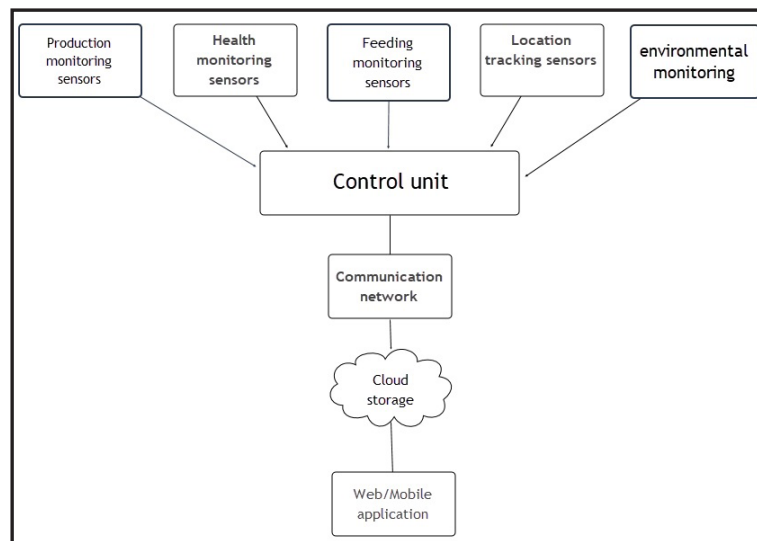 Production
monitoring
sensors
Health
monitoring
sensors
Feeding
monitoring
sensors
Location
tracking sensors
environmental
monitoring
Control unit
Communication
network
Cloud
storage
Web/Mobile
application